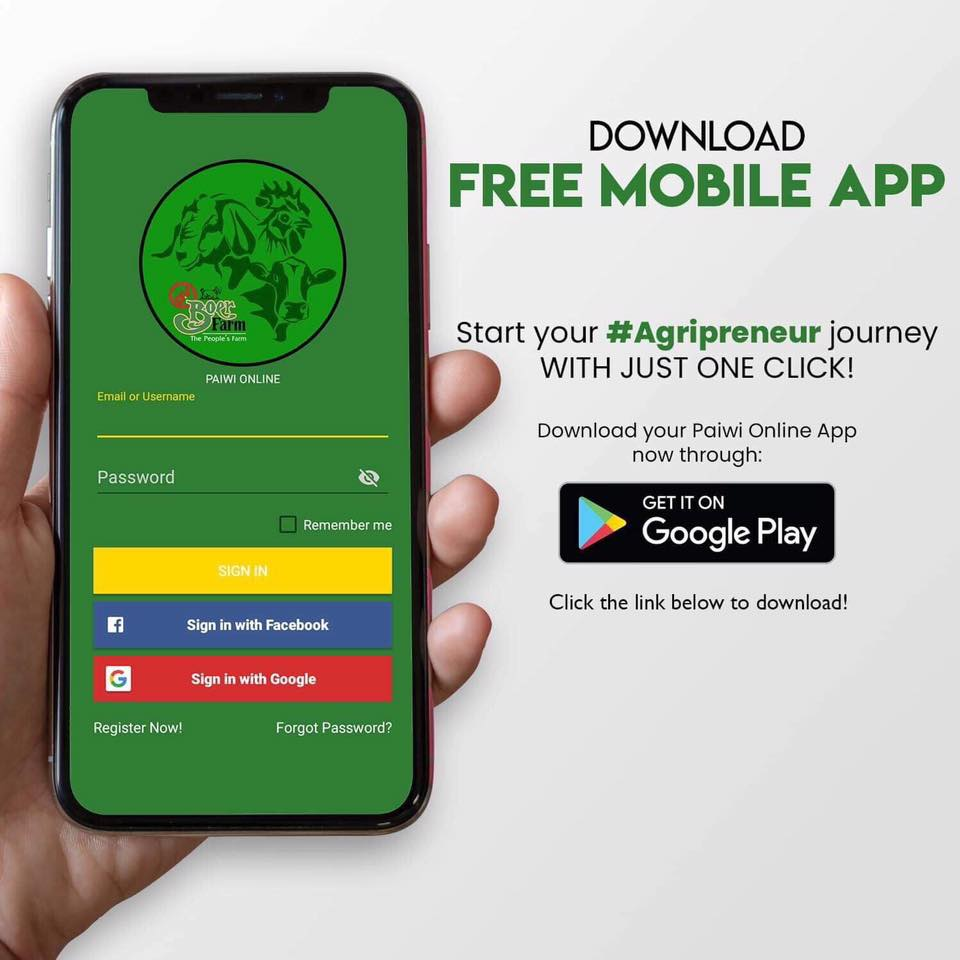 Boer
Farm
The People's Farm
PAIWI ONLINE
Email or Username
Password
Remember me
SIGN IN
Sign in with Facebook
G Sign in with Google
Register Now!
Forgot Password?
DOWNLOAD
FREE MOBILE APP
Start your #Agripreneur journey
WITH JUST ONE CLICK!
Download your Paiwi Online App
now through:
GET IT ON
Google Play
Click the link below to download!